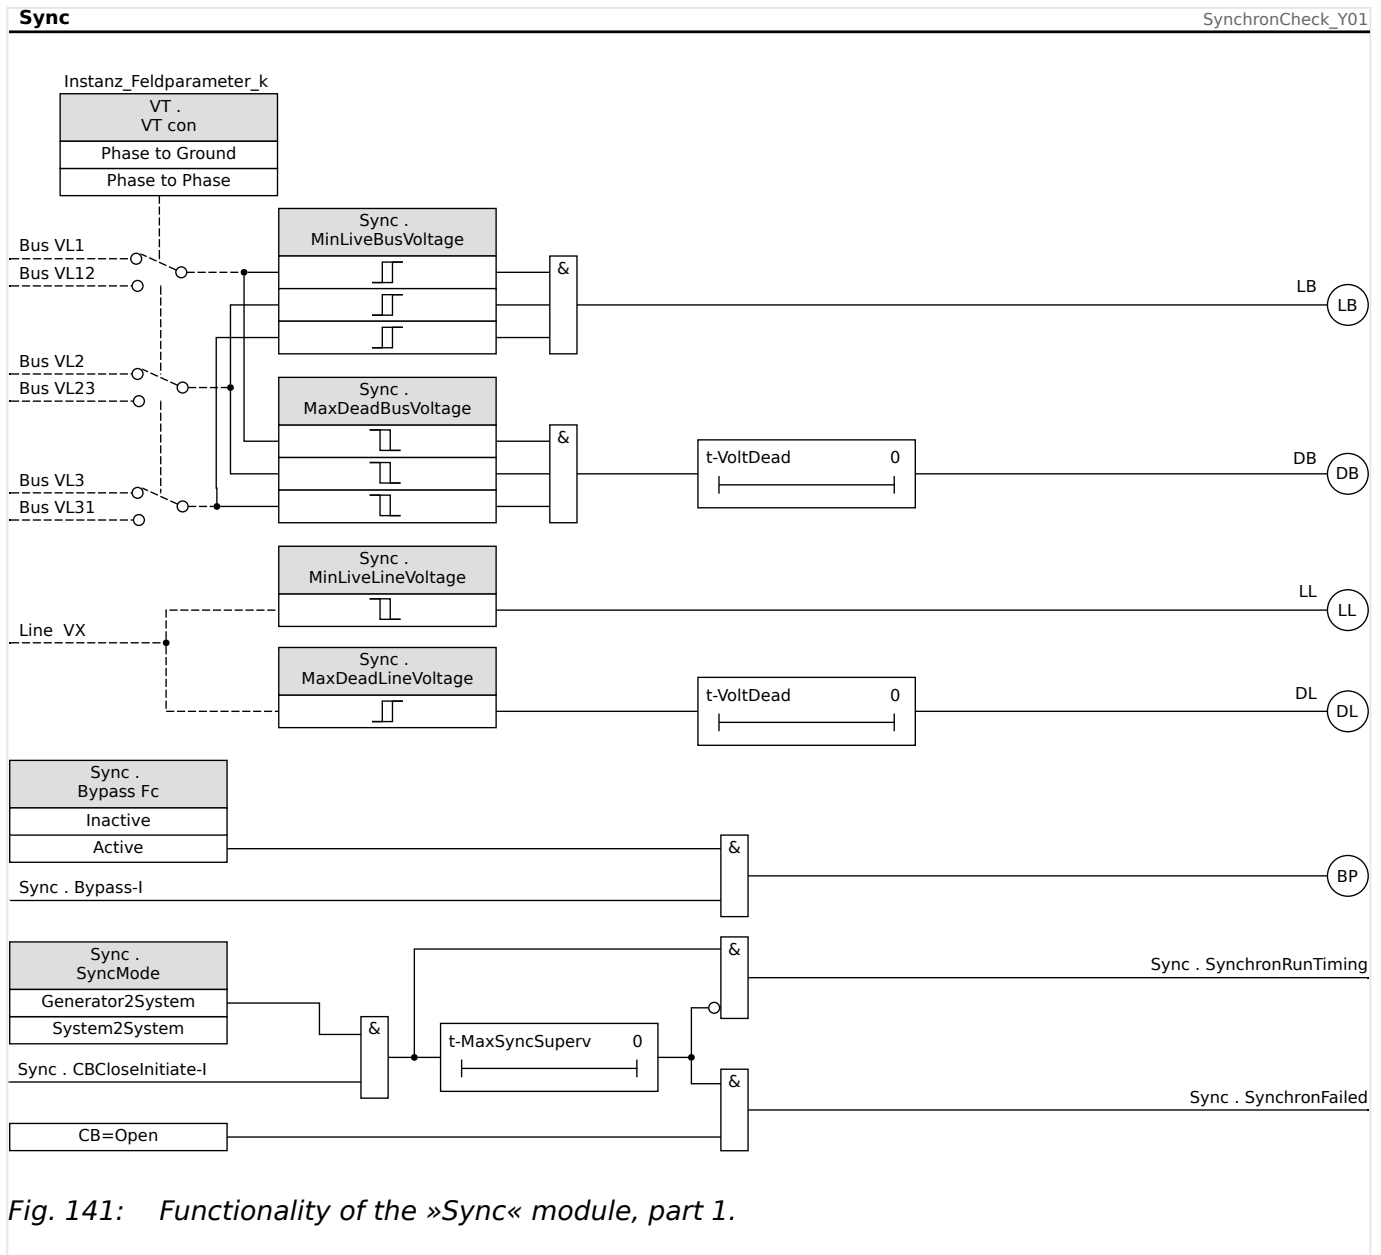 Sync
SynchronCheck_Y01
Instanz_Feldparameter_k
VT .
VT con
Phase to Ground
Phase to Phase
Sync .
MinLiveBusVoltage
Bus VL1
Bus VL12
&
LB
LB
Bus VL2
Bus VL23
Sync .
MaxDeadBusVoltage
&
t-VoltDead 0
DB
DB
Bus VL3
Bus VL31
Sync .
MinLiveLineVoltage
LL
LL
Line VX
Sync .
MaxDeadLineVoltage
t-VoltDead 0
DL
DL
Sync .
Bypass Fc
Inactive
Active
&
Sync . Bypass-I
BP
Sync .
SyncMode
Generator2System
System2System
&
&
Sync . SynchronRunTiming
t-MaxSyncSuperv 0
Sync . CBCloseInitiate-I
&
Sync . SynchronFailed
CB=Open
Fig. 141: Functionality of the »Sync« module, part 1.